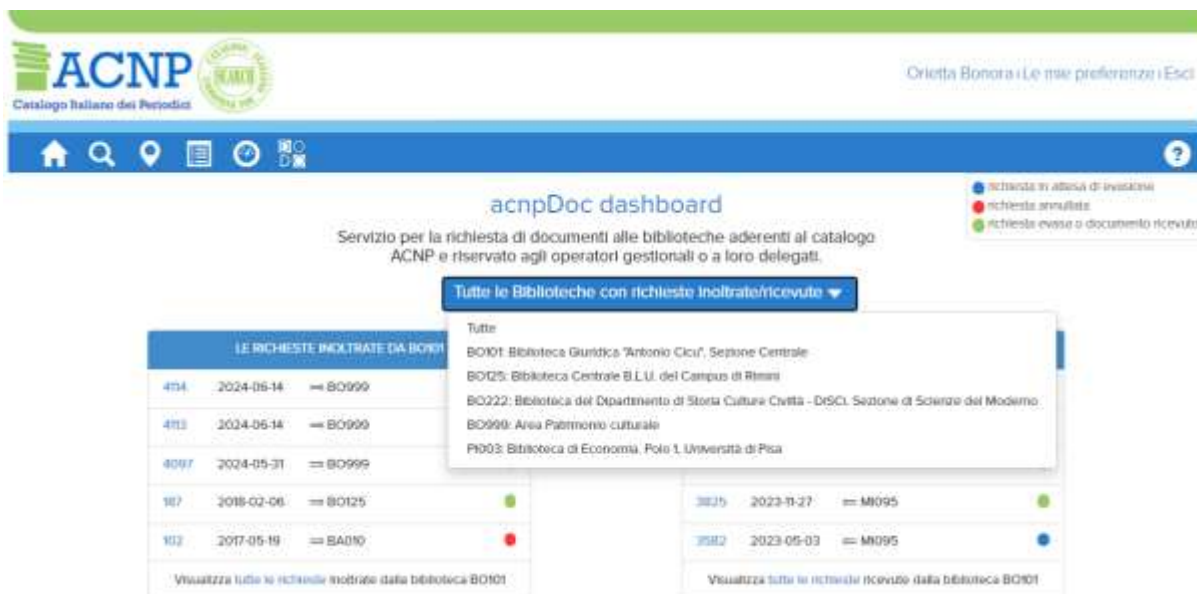 ACNP
Catalogo Italiano dei Periodici
SEARCH
Orietta Bonora | Le mie preferenze | Esci
?
acnpDoc dashboard
richiesta in attesa di evasione
richiesta annullata
richiesta evasa o documento ricevuto
Servizio per la richiesta di documenti alle biblioteche aderenti al catalogo
ACNP e riservato agli operatori gestionali o a loro delegati.
Tutte le Biblioteche con richieste inoltrate/ricevute
Tutte
BO101: Biblioteca Giuridica "Antonio Cicu". Sezione Centrale
BO125: Biblioteca Centrale B.L.U. del Campus di Rimini
BO222: Biblioteca del Dipartimento di Storia Culture Civiltà - DiSCi. Sezione di Scienze del Moderno
BO999: Area Patrimonio culturale
PI003: Biblioteca di Economia, Polo 1, Università di Pisa
LE RICHIESTE INOLTRATE DA BO101
4114 2024-06-14 BO999
4113 2024-06-14 BO999
4097 2024-05-31 BO999
187 2018-02-06 BO125
102 2017-05-19 BA010
Visualizza tutte le richieste inoltrate dalla biblioteca BO101
3825 2023-11-27 MI095
3582 2023-05-03 MI095
Visualizza tutte le richieste ricevute dalla biblioteca BO101